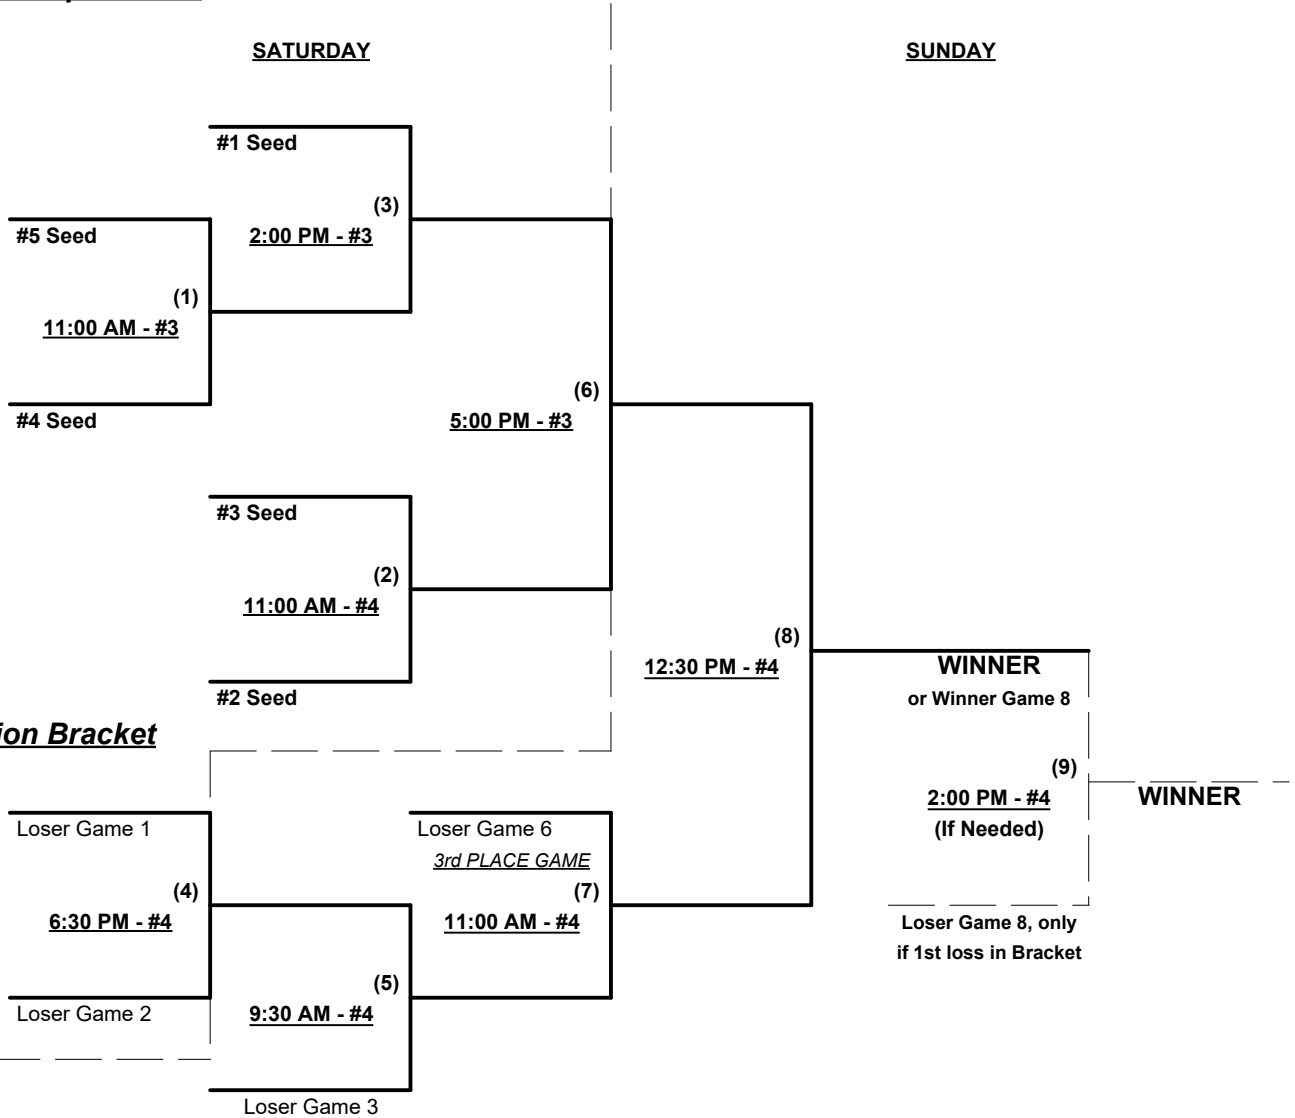 SATURDAY
SUNDAY
#1 Seed
(3)
2:00 PM - #3
#5 Seed
(1)
11:00 AM - #3
#4 Seed
(6)
5:00 PM - #3
#3 Seed
(2)
11:00 AM - #4
#2 Seed
(8)
12:30 PM - #4
WINNER
or Winner Game 8
ion Bracket
(9)
2:00 PM - #4
(If Needed)
WINNER
Loser Game 1
Loser Game 6
3rd PLACE GAME
(4)
6:30 PM - #4
(7)
11:00 AM - #4
Loser Game 8, only
if 1st loss in Bracket
Loser Game 2
(5)
9:30 AM - #4
Loser Game 3